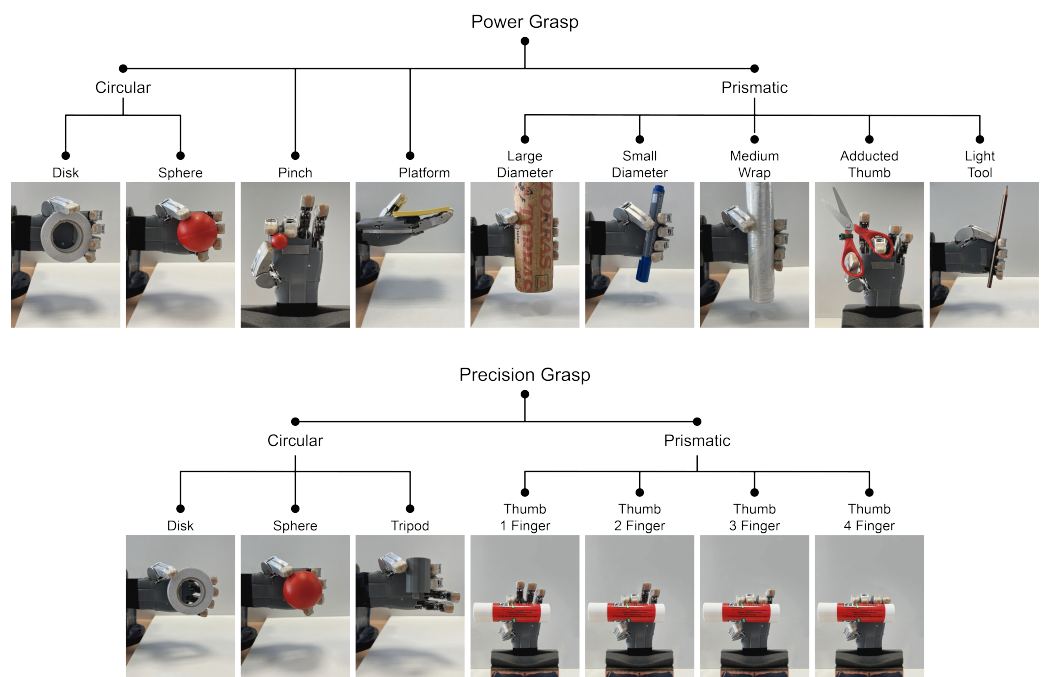 Power Grasp
Circular
Prismatic
Disk
Sphere
Pinch
Platform
Large
Diameter
Small
Diameter
Medium
Wrap
Adducted
Thumb
Light
Tool
Precision Grasp
Circular
Prismatic
Disk
Sphere
Tripod
Thumb
1 Finger
Thumb
2 Finger
Thumb
3 Finger
Thumb
4 Finger